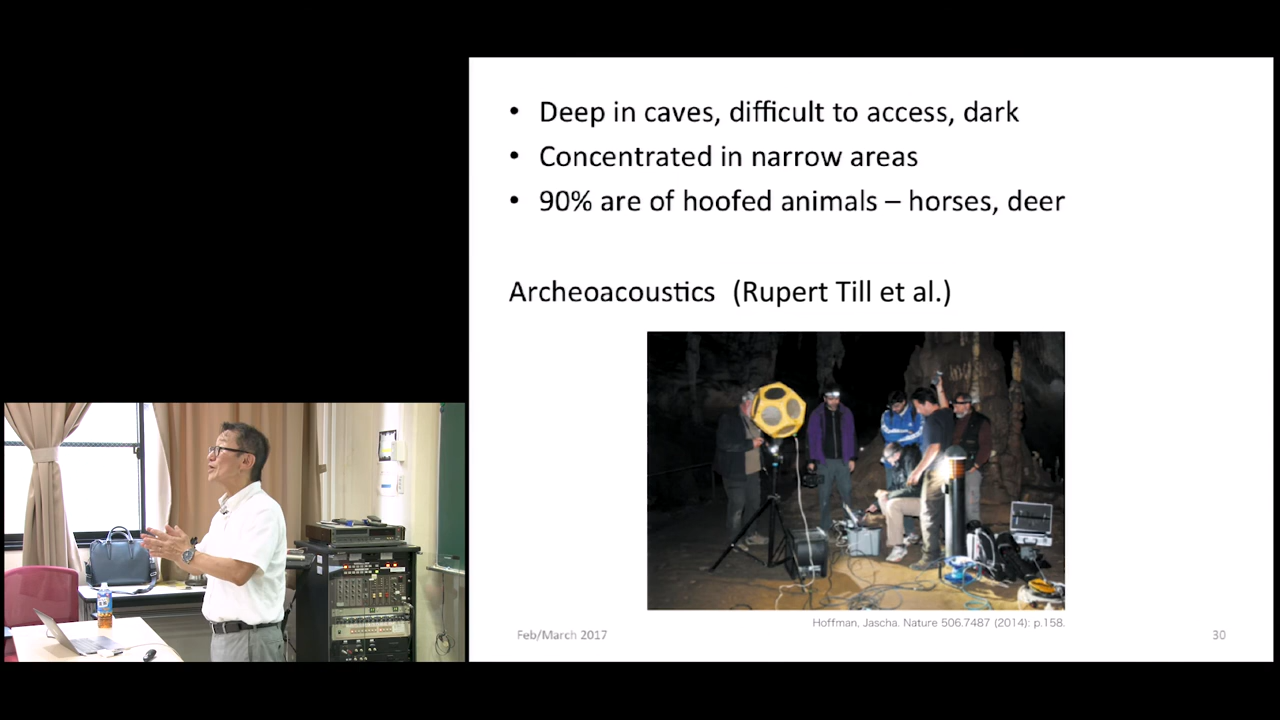 • Deep in caves, difficult to access, dark
• Concentrated in narrow areas
• 90% are of hoofed animals – horses, deer
Archeoacoustics (Rupert Till et al.)
Hoffman, Jascha. Nature 506.7487 (2014): p.158.
Feb/March 2017
30